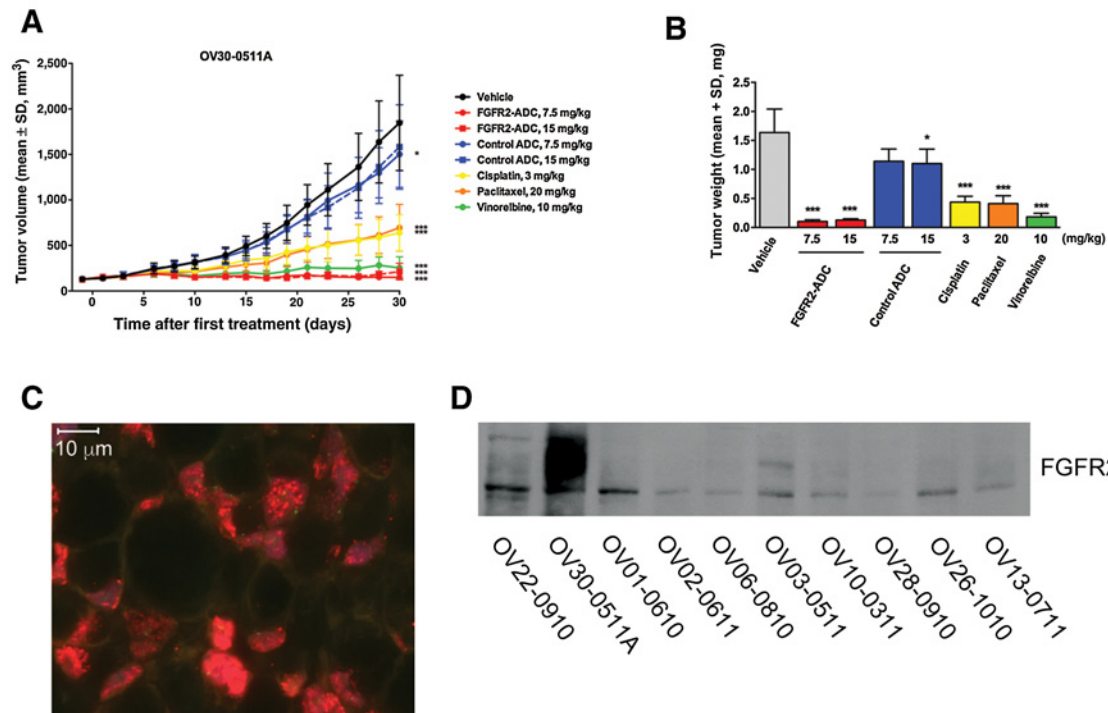 A
OV30-0511A
Tumor volume (mean ± SD, mm³)
2,500
2,000
1,500
1,000
500
0
0 5 10 15 20 25 30
Time after first treatment (days)
Vehicle
FGFR2-ADC, 7.5 mg/kg
FGFR2-ADC, 15 mg/kg
Control ADC, 7.5 mg/kg
Control ADC, 15 mg/kg
Cisplatin, 3 mg/kg
Paclitaxel, 20 mg/kg
Vinorelbine, 10 mg/kg
*
***
***
***
***
***
B
Tumor weight (mean + SD, mg)
2.5
2.0
1.5
1.0
0.5
0.0
*** *** * *** *** ***
7.5 15 7.5 15 3 20 10 (mg/kg)
Vehicle
FGFR2-ADC
Control ADC
Cisplatin
Paclitaxel
Vinorelbine
C
10 µm
D
FGFR2
OV22-0910
OV30-0511A
OV01-0610
OV02-0611
OV06-0810
OV03-0511
OV10-0311
OV28-0910
OV26-1010
OV13-0711